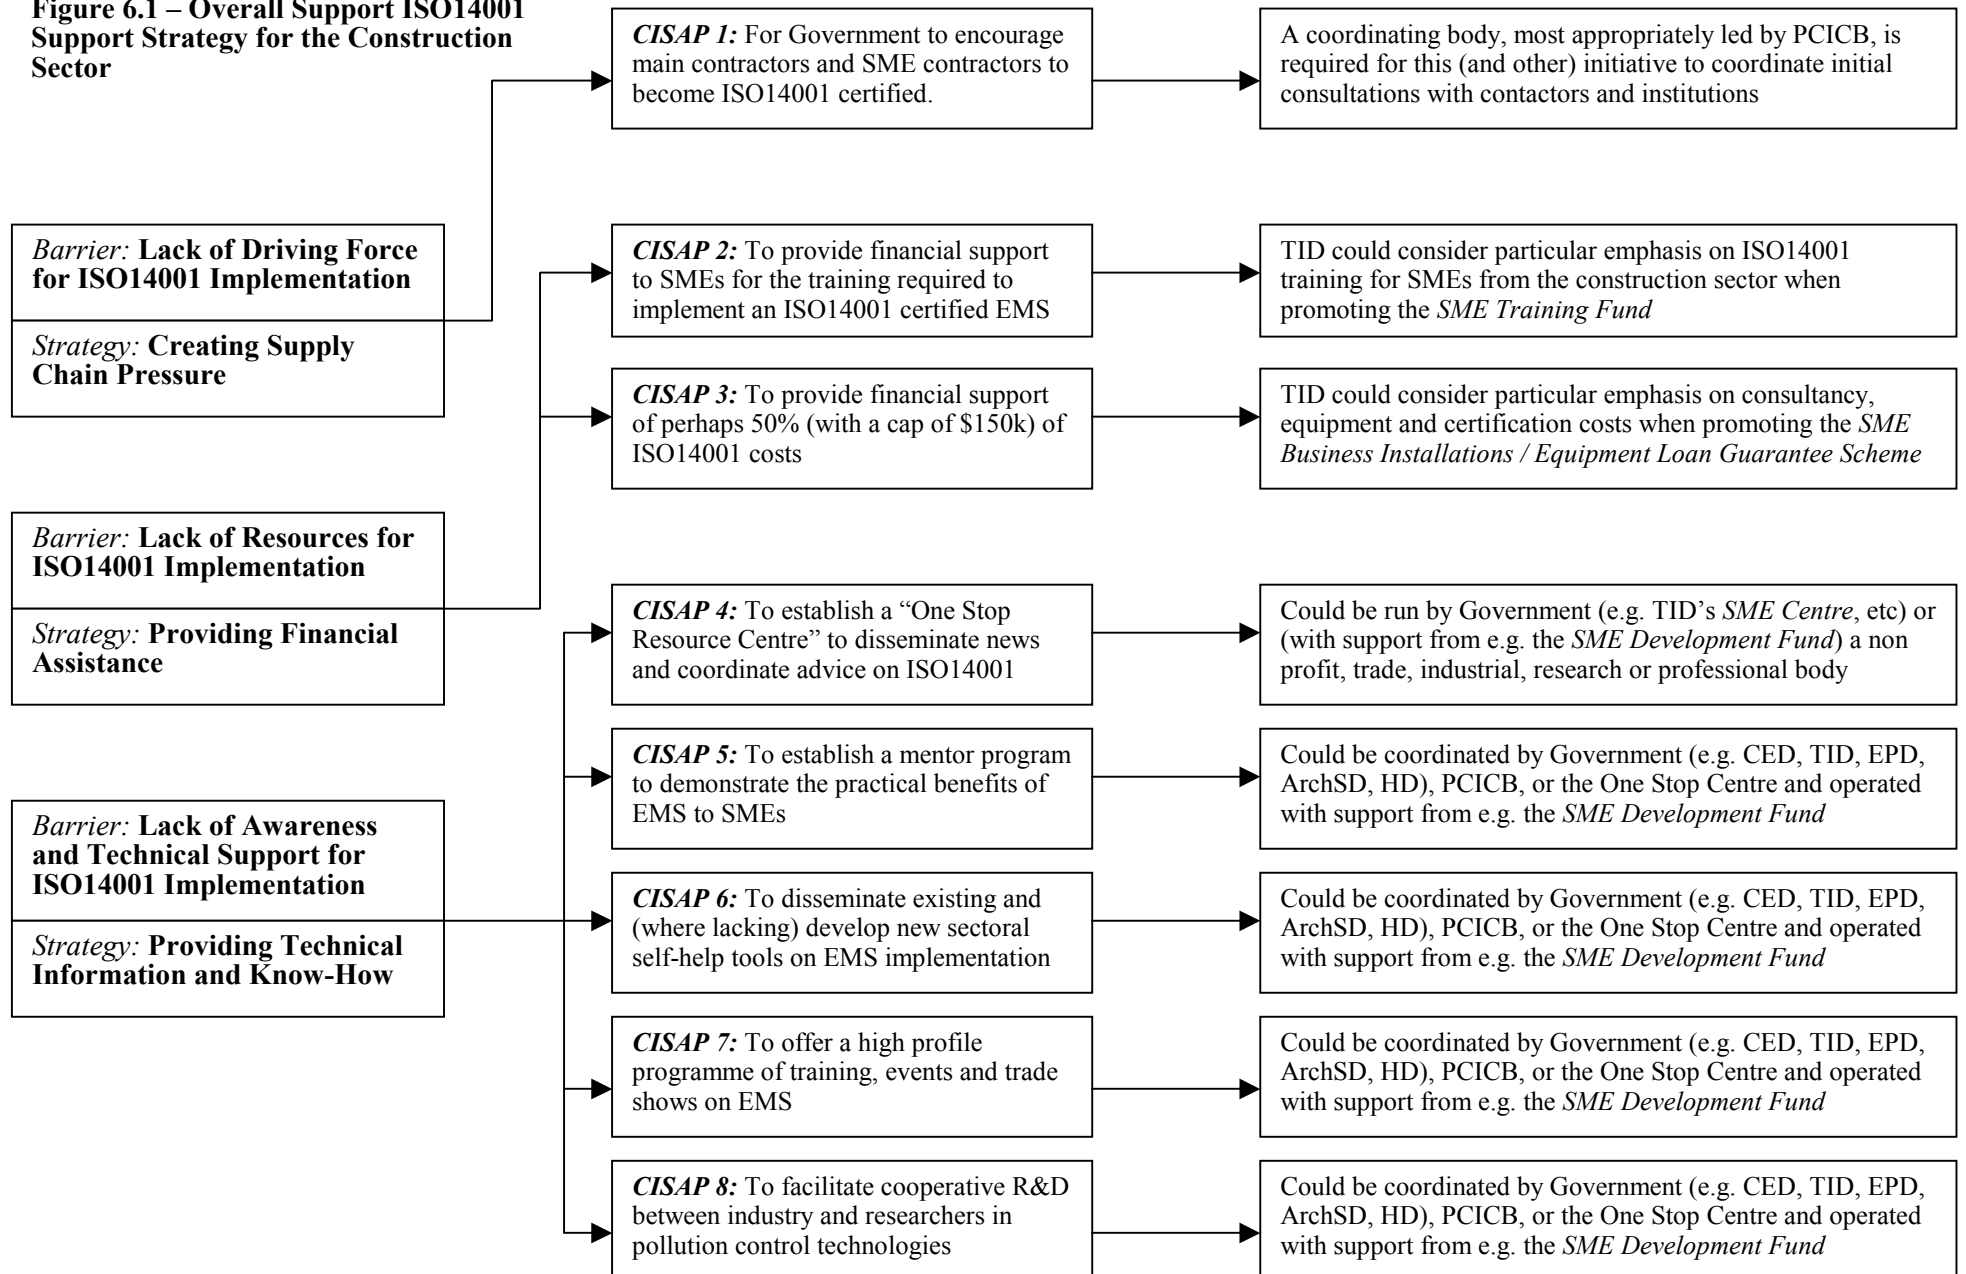 Figure 6.1 – Overall Support ISO14001
Support Strategy for the Construction
Sector
CISAP 1: For Government to encourage
main contractors and SME contractors to
become ISO14001 certified.
A coordinating body, most appropriately led by PCICB, is
required for this (and other) initiative to coordinate initial
consultations with contactors and institutions
Barrier: Lack of Driving Force
for ISO14001 Implementation
Strategy: Creating Supply
Chain Pressure
CISAP 2: To provide financial support
to SMEs for the training required to
implement an ISO14001 certified EMS
TID could consider particular emphasis on ISO14001
training for SMEs from the construction sector when
promoting the SME Training Fund
CISAP 3: To provide financial support
of perhaps 50% (with a cap of $150k) of
ISO14001 costs
TID could consider particular emphasis on consultancy,
equipment and certification costs when promoting the SME
Business Installations / Equipment Loan Guarantee Scheme
Barrier: Lack of Resources for
ISO14001 Implementation
Strategy: Providing Financial
Assistance
CISAP 4: To establish a “One Stop
Resource Centre” to disseminate news
and coordinate advice on ISO14001
Could be run by Government (e.g. TID’s SME Centre, etc) or
(with support from e.g. the SME Development Fund) a non
profit, trade, industrial, research or professional body
CISAP 5: To establish a mentor program
to demonstrate the practical benefits of
EMS to SMEs
Could be coordinated by Government (e.g. CED, TID, EPD,
ArchSD, HD), PCICB, or the One Stop Centre and operated
with support from e.g. the SME Development Fund
Barrier: Lack of Awareness
and Technical Support for
ISO14001 Implementation
Strategy: Providing Technical
Information and Know-How
CISAP 6: To disseminate existing and
(where lacking) develop new sectoral
self-help tools on EMS implementation
Could be coordinated by Government (e.g. CED, TID, EPD,
ArchSD, HD), PCICB, or the One Stop Centre and operated
with support from e.g. the SME Development Fund
CISAP 7: To offer a high profile
programme of training, events and trade
shows on EMS
Could be coordinated by Government (e.g. CED, TID, EPD,
ArchSD, HD), PCICB, or the One Stop Centre and operated
with support from e.g. the SME Development Fund
CISAP 8: To facilitate cooperative R&D
between industry and researchers in
pollution control technologies
Could be coordinated by Government (e.g. CED, TID, EPD,
ArchSD, HD), PCICB, or the One Stop Centre and operated
with support from e.g. the SME Development Fund